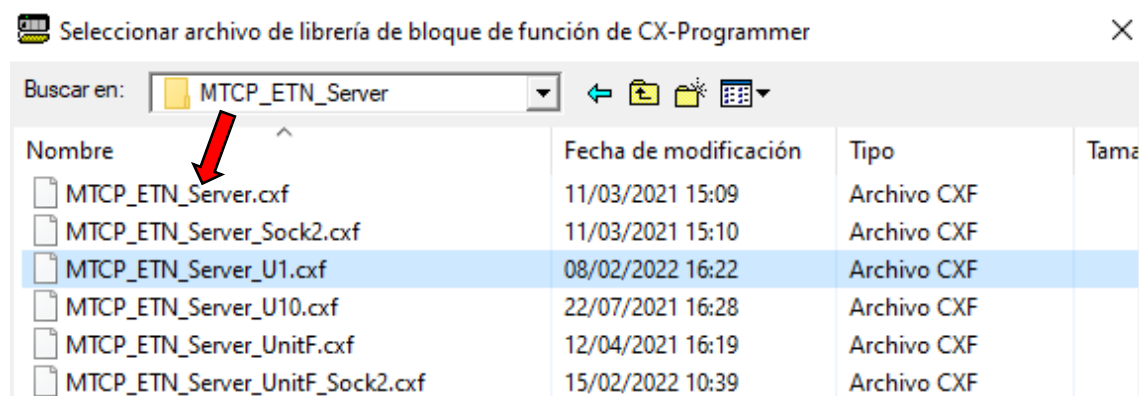 Seleccionar archivo de librería de bloque de función de CX-Programmer
Buscar en: MTCP_ETN_Server
Nombre Fecha de modificación Tipo Tama
MTCP_ETN_Server.cxf 11/03/2021 15:09 Archivo CXF
MTCP_ETN_Server_Sock2.cxf 11/03/2021 15:10 Archivo CXF
MTCP_ETN_Server_U1.cxf 08/02/2022 16:22 Archivo CXF
MTCP_ETN_Server_U10.cxf 22/07/2021 16:28 Archivo CXF
MTCP_ETN_Server_UnitF.cxf 12/04/2021 16:19 Archivo CXF
MTCP_ETN_Server_UnitF_Sock2.cxf 15/02/2022 10:39 Archivo CXF